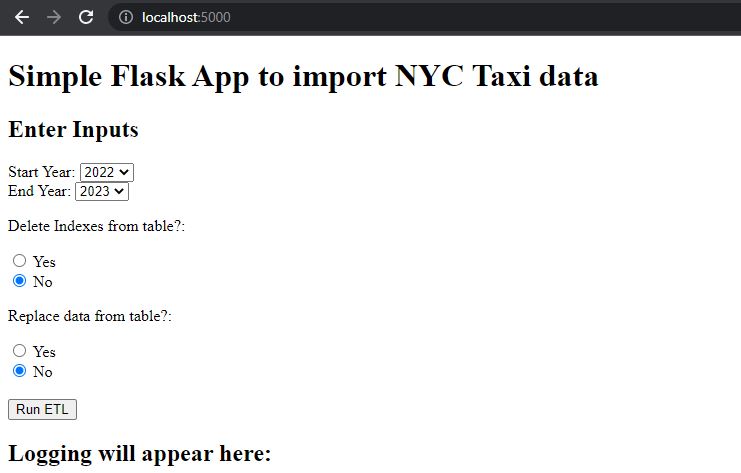 localhost:5000
Simple Flask App to import NYC Taxi data
Enter Inputs
Start Year: 2022
End Year: 2023
Delete Indexes from table?:
Yes
No
Replace data from table?:
Yes
No
Run ETL
Logging will appear here: